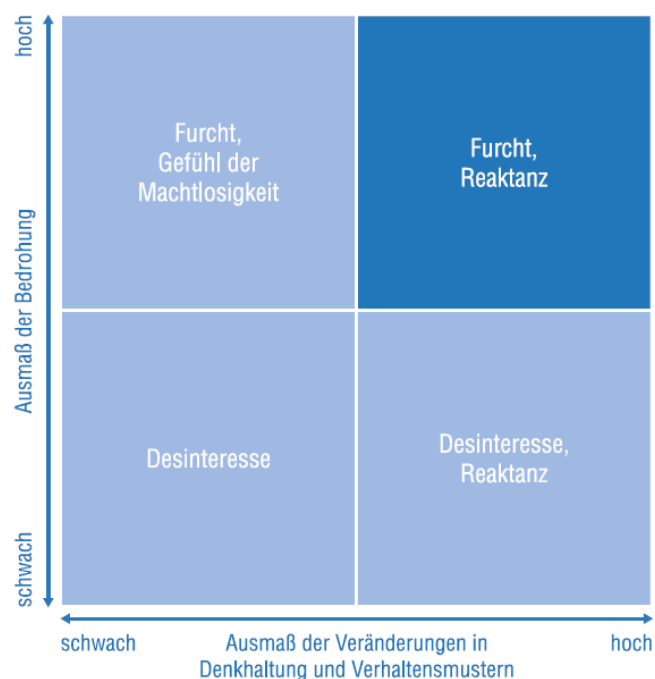 hoch
Ausmaß der Bedrohung
schwach
Furcht,
Gefühl der
Machtlosigkeit
Furcht,
Reaktanz
Desinteresse
Desinteresse,
Reaktanz
schwach
Ausmaß der Veränderungen in
Denkhaltung und Verhaltensmustern
hoch